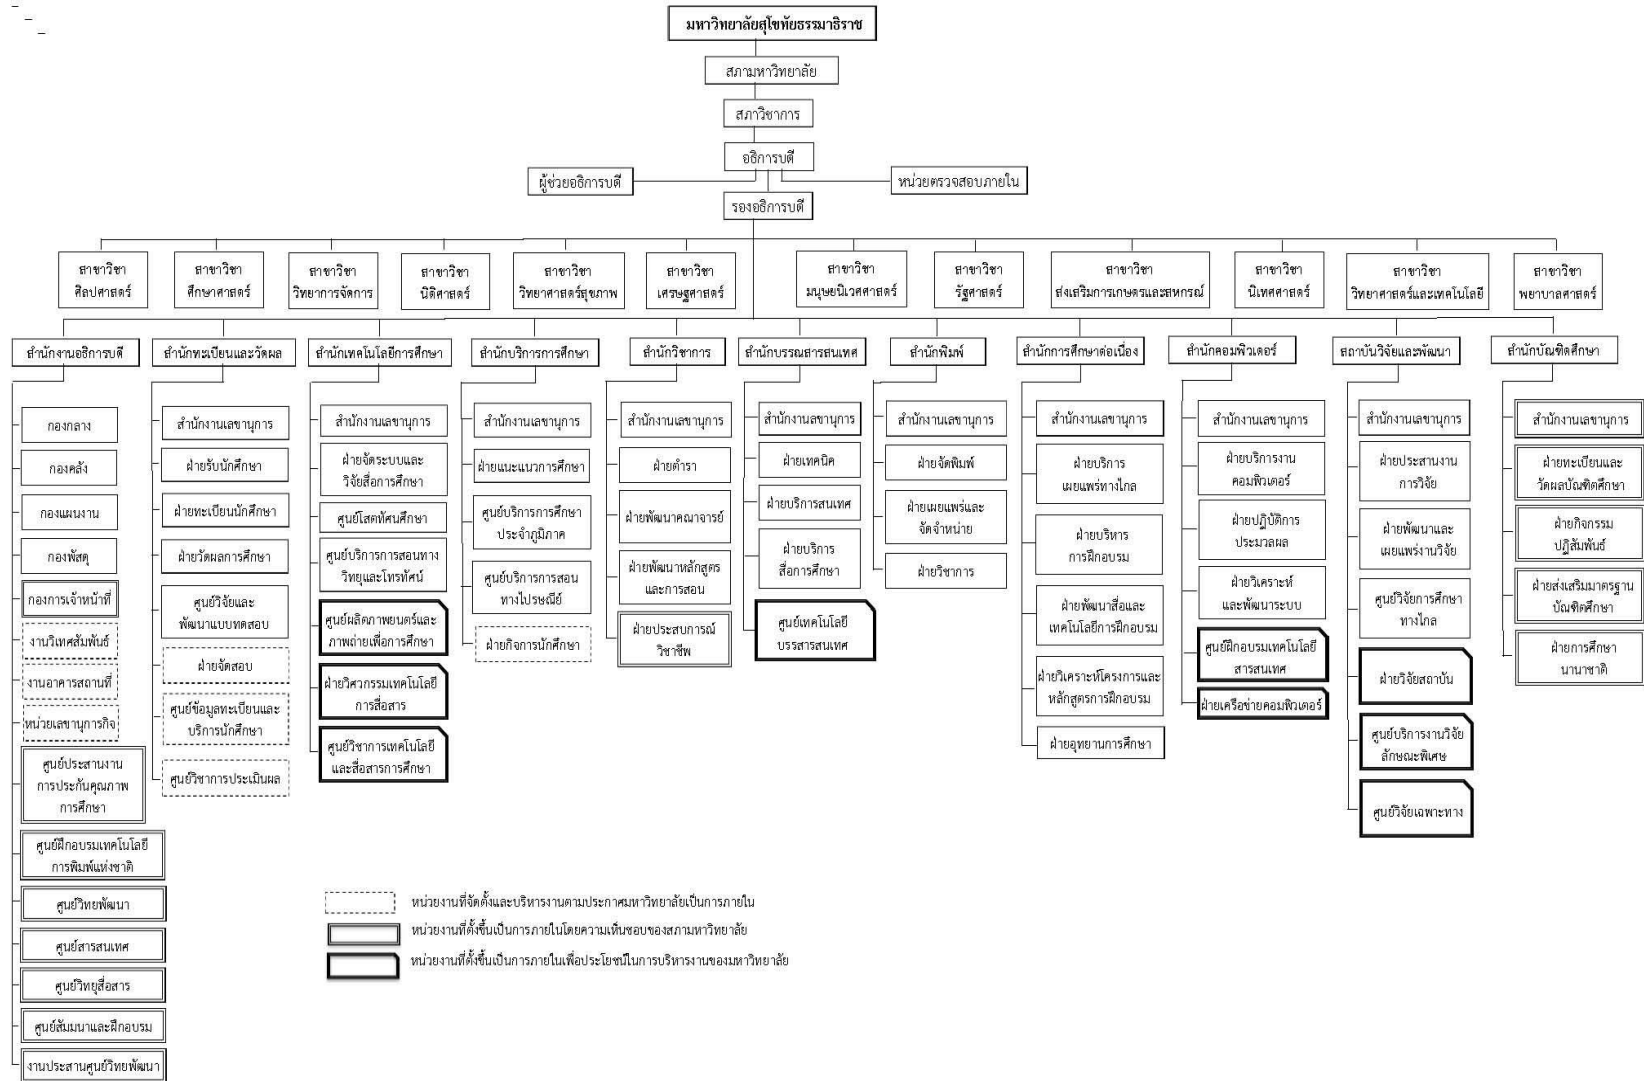 มหาวิทยาลัยสุโขทัยธรรมาธิราช
สภามหาวิทยาลัย
สภาวิชาการ
อธิการบดี
ผู้ช่วยอธิการบดี
หน่วยตรวจสอบภายใน
รองอธิการบดี
สาขาวิชา
ศิลปศาสตร์
สาขาวิชา
ศึกษาศาสตร์
สาขาวิชา
วิทยาการจัดการ
สาขาวิชา
นิติศาสตร์
สาขาวิชา
วิทยาศาสตร์สุขภาพ
สาขาวิชา
เศรษฐศาสตร์
สาขาวิชา
มนุษยนิเวศศาสตร์
สาขาวิชา
รัฐศาสตร์
สาขาวิชา
ส่งเสริมการเกษตรและสหกรณ์
สาขาวิชา
นิเทศศาสตร์
สาขาวิชา
วิทยาศาสตร์และเทคโนโลยี
สาขาวิชา
พยาบาลศาสตร์
สำนักงานอธิการบดี
กองกลาง
กองคลัง
กองแผนงาน
กองพัสดุ
กองการเจ้าหน้าที่
งานวิเทศสัมพันธ์
งานอาคารสถานที่
หน่วยเลขานุการกิจ
ศูนย์ประสานงาน
การประกันคุณภาพ
การศึกษา
ศูนย์ฝึกอบรมเทคโนโลยี
การพิมพ์แห่งชาติ
ศูนย์วิทยพัฒนา
ศูนย์สารสนเทศ
ศูนย์วิทยุสื่อสาร
ศูนย์สัมมนาและฝึกอบรม
งานประสานศูนย์วิทยพัฒนา
สำนักทะเบียนและวัดผล
สำนักงานเลขานุการ
ฝ่ายรับนักศึกษา
ฝ่ายทะเบียนนักศึกษา
ฝ่ายวัดผลการศึกษา
ศูนย์วิจัยและ
พัฒนาแบบทดสอบ
ฝ่ายจัดสอบ
ศูนย์ข้อมูลทะเบียนและ
บริการนักศึกษา
ศูนย์วิชาการประเมินผล
สำนักเทคโนโลยีการศึกษา
สำนักงานเลขานุการ
ฝ่ายจัดระบบและ
วิจัยสื่อการศึกษา
ศูนย์โสตทัศนศึกษา
ศูนย์บริการการสอนทาง
วิทยุและโทรทัศน์
ศูนย์ผลิตภาพยนตร์และ
ภาพถ่ายเพื่อการศึกษา
ฝ่ายวิศวกรรมเทคโนโลยี
การสื่อสาร
ศูนย์วิชาการเทคโนโลยี
และสื่อสารการศึกษา
สำนักบริการการศึกษา
สำนักงานเลขานุการ
ฝ่ายแนะแนวการศึกษา
ศูนย์บริการการศึกษา
ประจำภูมิภาค
ศูนย์บริการการสอน
ทางไปรษณีย์
ฝ่ายกิจการนักศึกษา
สำนักวิชาการ
สำนักงานเลขานุการ
ฝ่ายตำรา
ฝ่ายพัฒนาคณาจารย์
ฝ่ายพัฒนาหลักสูตร
และการสอน
ฝ่ายประสบการณ์
วิชาชีพ
สำนักบรรณสารสนเทศ
สำนักงานเลขานุการ
ฝ่ายเทคนิค
ฝ่ายบริการสนเทศ
ฝ่ายบริการ
สื่อการศึกษา
ศูนย์เทคโนโลยี
บรรสารสนเทศ
สำนักพิมพ์
สำนักงานเลขานุการ
ฝ่ายจัดพิมพ์
ฝ่ายเผยแพร่และ
จัดจำหน่าย
ฝ่ายวิชาการ
สำนักการศึกษาต่อเนื่อง
สำนักงานเลขานุการ
ฝ่ายบริการ
เผยแพร่ทางไกล
ฝ่ายบริหาร
การฝึกอบรม
ฝ่ายพัฒนาสื่อและ
เทคโนโลยีการฝึกอบรม
ฝ่ายวิเคราะห์โครงการและ
หลักสูตรการฝึกอบรม
ฝ่ายอุทยานการศึกษา
สำนักคอมพิวเตอร์
สำนักงานเลขานุการ
ฝ่ายบริการงาน
คอมพิวเตอร์
ฝ่ายปฏิบัติการ
ประมวลผล
ฝ่ายวิเคราะห์
และพัฒนาระบบ
ศูนย์ฝึกอบรมเทคโนโลยี
สารสนเทศ
ฝ่ายเครือข่ายคอมพิวเตอร์
สถาบันวิจัยและพัฒนา
สำนักงานเลขานุการ
ฝ่ายประสานงาน
การวิจัย
ฝ่ายพัฒนาและ
เผยแพร่งานวิจัย
ศูนย์วิจัยการศึกษา
ทางไกล
ฝ่ายวิจัยสถาบัน
ศูนย์บริการงานวิจัย
ลักษณะพิเศษ
ศูนย์วิจัยเฉพาะทาง
สำนักบัณฑิตศึกษา
สำนักงานเลขานุการ
ฝ่ายทะเบียนและ
วัดผลบัณฑิตศึกษา
ฝ่ายกิจกรรม
ปฏิสัมพันธ์
ฝ่ายส่งเสริมมาตรฐาน
บัณฑิตศึกษา
ฝ่ายการศึกษา
นานาชาติ
หน่วยงานที่จัดตั้งและบริหารงานตามประกาศมหาวิทยาลัยเป็นการภายใน
หน่วยงานที่ตั้งขึ้นเป็นการภายในโดยความเห็นชอบของสภามหาวิทยาลัย
หน่วยงานที่ตั้งขึ้นเป็นการภายในเพื่อประโยชน์ในการบริหารงานของมหาวิทยาลัย